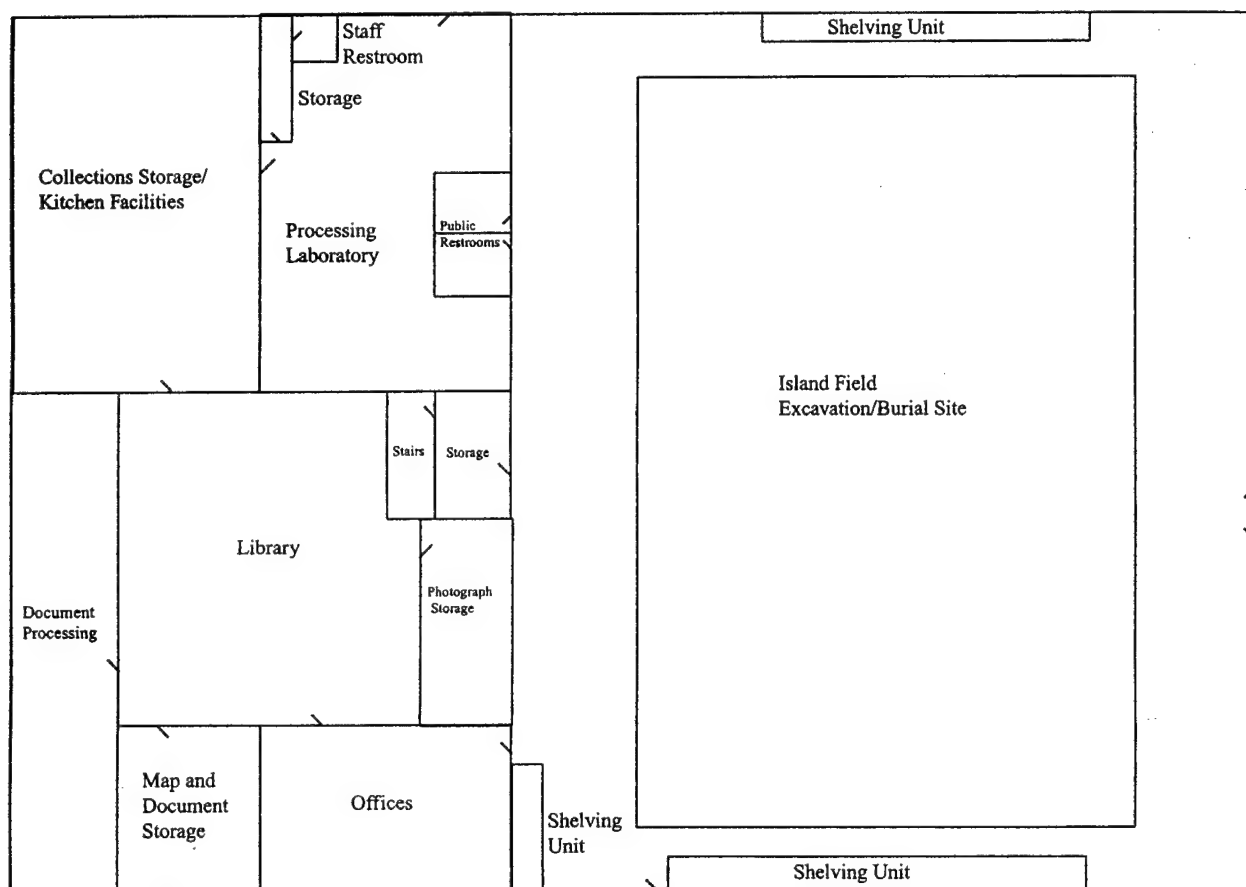 Shelving Unit
Staff
Restroom
Storage
Collections Storage/
Kitchen Facilities
Processing
Laboratory
Public
Restrooms
Island Field
Excavation/Burial Site
Stairs
Storage
Library
Photograph
Storage
Document
Processing
Map and
Document
Storage
Offices
Shelving
Unit
Shelving Unit